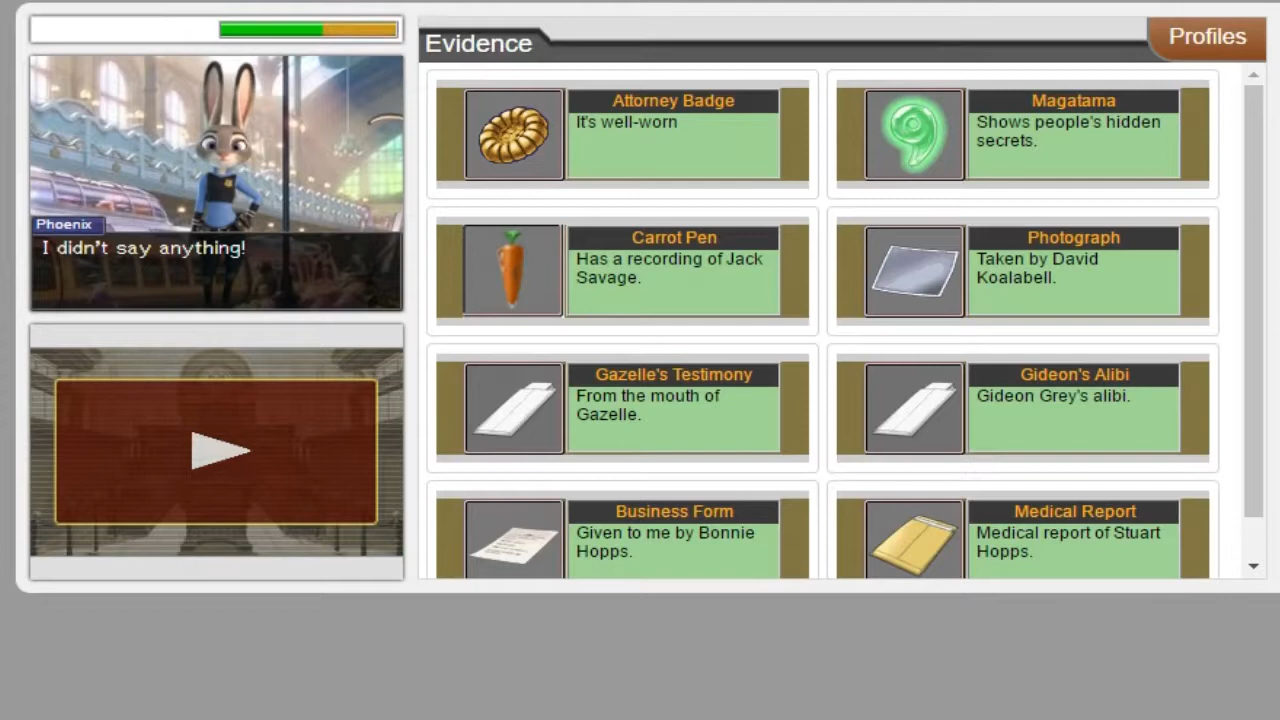 Evidence
Profiles
Phoenix
I didn't say anything!
Attorney Badge
It's well-worn
Magatama
Shows people's hidden
secrets.
Carrot Pen
Has a recording of Jack
Savage.
Photograph
Taken by David
Koalabell.
Gazelle's Testimony
From the mouth of
Gazelle.
Gideon's Alibi
Gideon Grey's alibi.
Business Form
Given to me by Bonnie
Hopps.
Medical Report
Medical report of Stuart
Hopps.